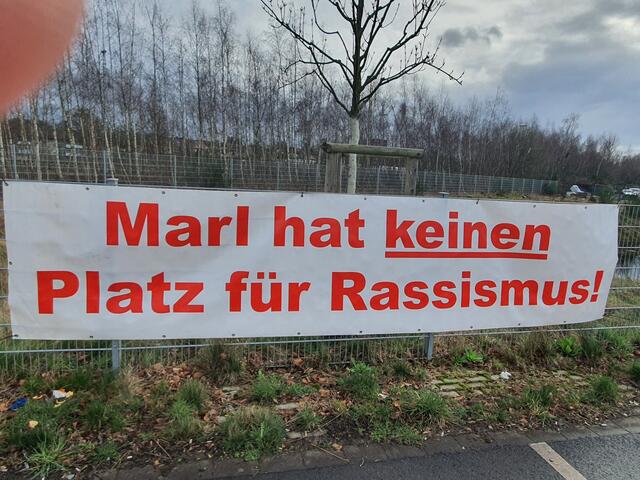 Marl hat keinen
Platz für Rassismus!